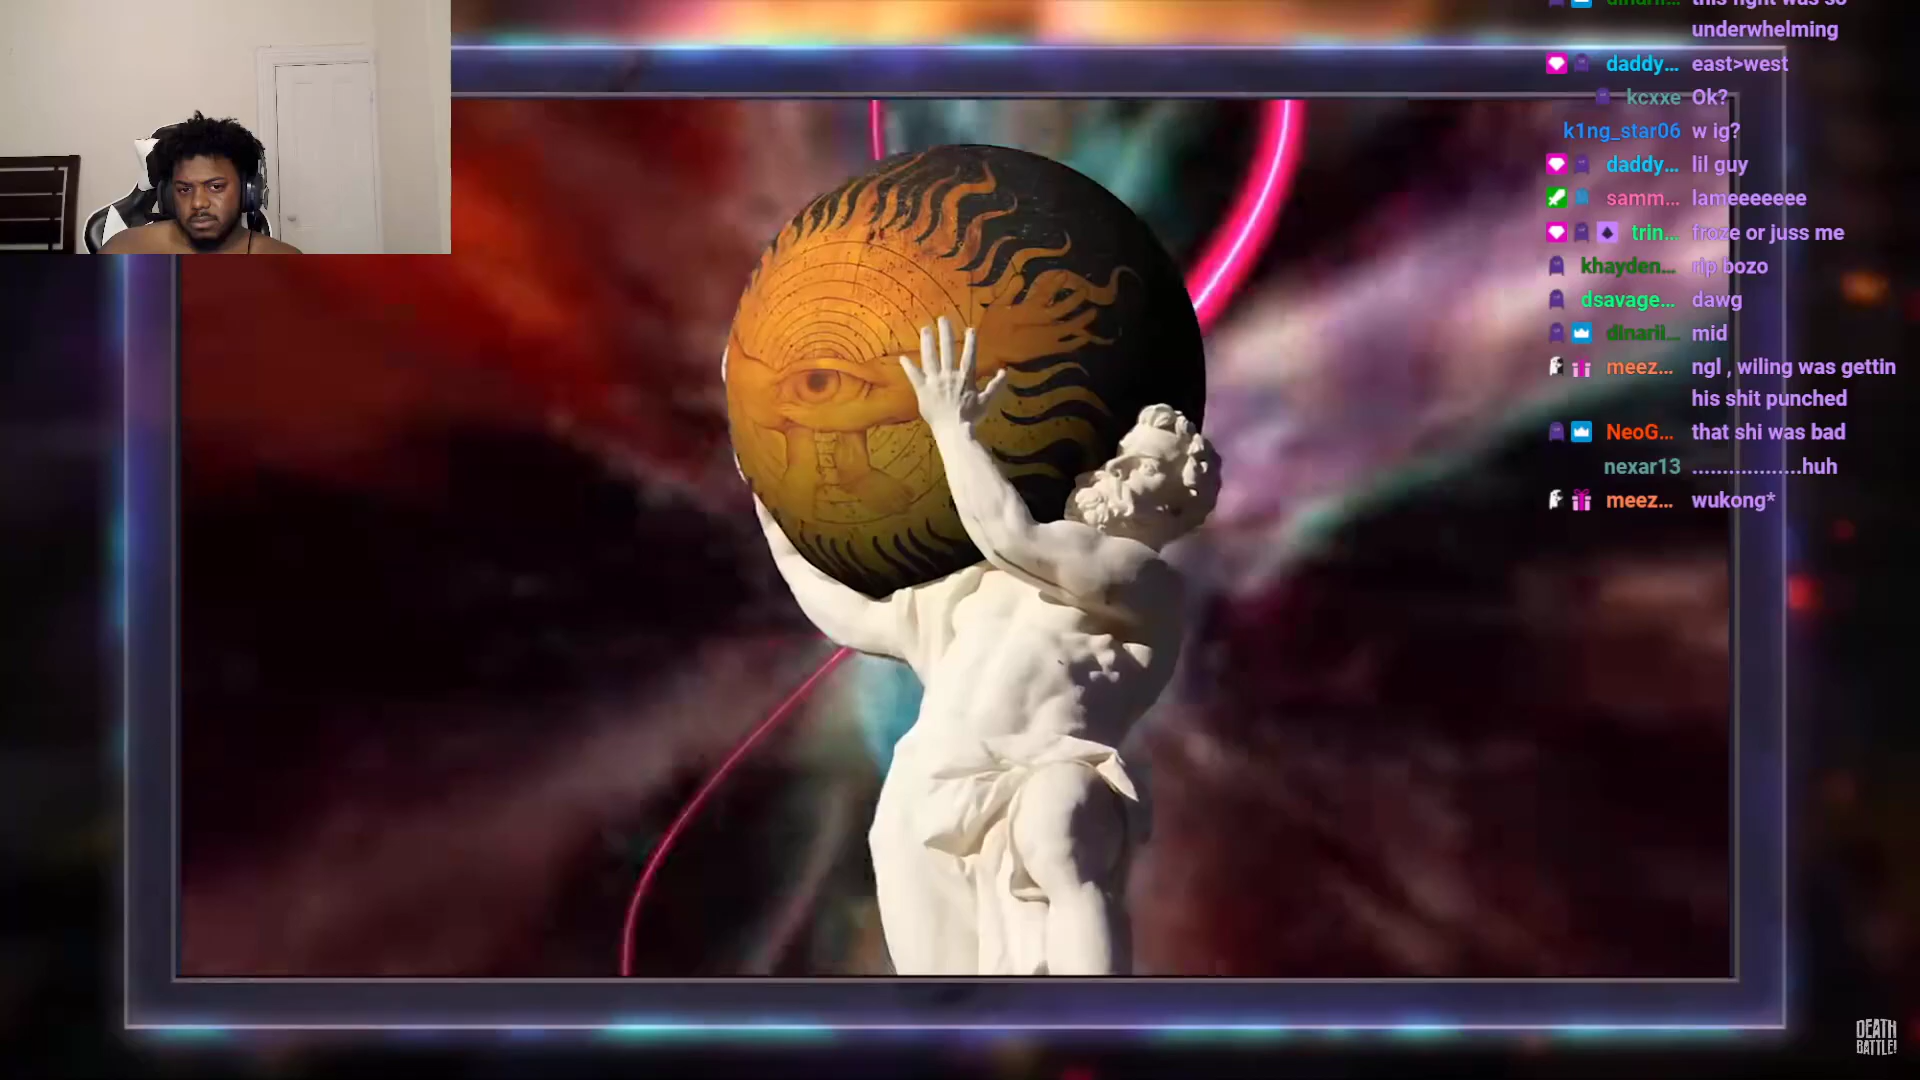 underwhelming
daddy... east>west
kcxxe Ok?
k1ng_star06 w ig?
daddy... lil guy
samm... lameeeeeee
trin... froze or juss me
khayden... rip bozo
dsavage... dawg
dinarii... mid
meez... ngl , wiling was gettin
his shit punched
NeoG... that shi was bad
nexar13 ..................huh
meez... wukong*
DEATH
BATTLE!